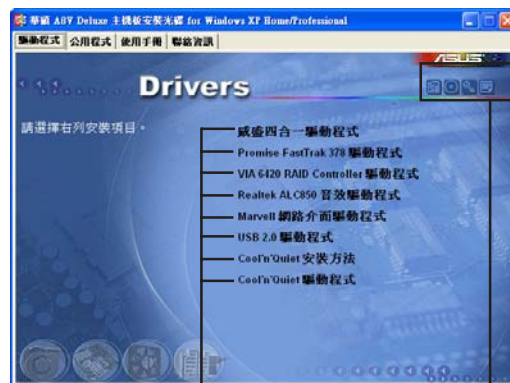 華碩 A8V Deluxe 主機板安裝光碟 for Windows XP Home/Professional
驅動程式 公用程式 使用手冊 聯絡資訊
ASUS
Drivers
請選擇右列安裝項目。
威盛四合一驅動程式
Promise FastTrak 378 驅動程式
VIA 6420 RAID Controller 驅動程式
Realtek ALC850 音效驅動程式
Marvell 網路介面驅動程式
USB 2.0 驅動程式
Cool'n'Quiet 安裝方法
Cool'n'Quiet 驅動程式